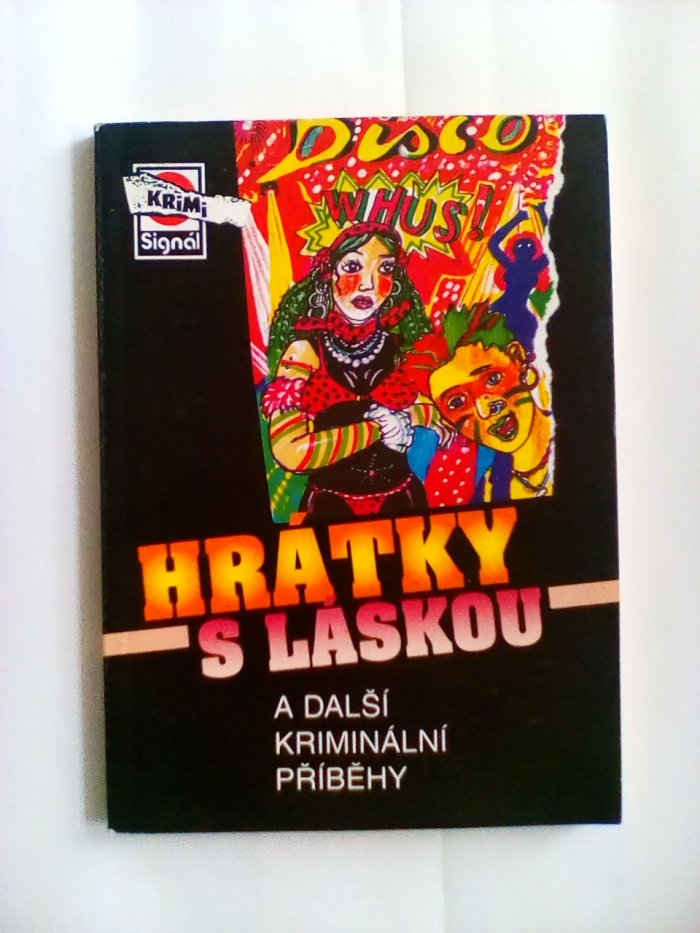 DISCO
WHUS!
KRiMi
Signál
HRÁTKY
S LÁSKOU
A DALŠÍ
KRIMINÁLNÍ
PŘÍBĚHY